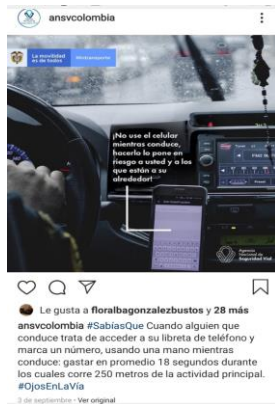 ansvcolombia
La movilidad
es de todos
Mintransporte
¡No use el celular
mientras conduce,
hacerlo lo pone en
riesgo a usted y a los
que están a su
alrededor!
Agencia
Nacional de
Seguridad Vial
Le gusta a floralbagonzalezbustos y 28 más
ansvcolombia #SabíasQue Cuando alguien que
conduce trata de acceder a su libreta de teléfono y
marca un número, usando una mano mientras
conduce: gastar en promedio 18 segundos durante
los cuales corre 250 metros de la actividad principal.
#OjosEnLaVía
3 de septiembre · Ver original